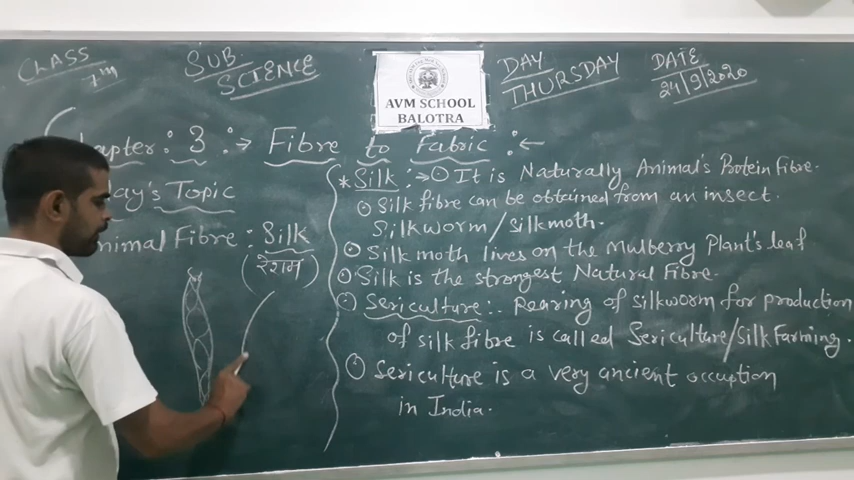 CLASS
7th
SUB.
SCIENCE
AVM SCHOOL
BALOTRA
DAY
THURSDAY
DATE
24/9/2020
apter: 3 :→ Fibre to Fabric :←
ay's Topic
nimal Fibre: Silk
(रेशम)
* Silk :→ It is Naturally Animal's Protein Fibre.
Silk fibre can be obtained from an insect.
Silkworm/Silkmoth.
Silk moth lives on the Mulberry Plant's leaf
Silk is the strongest Natural Fibre.
Sericulture:. Rearing of silkworm for production
of silk fibre is called Sericulture/Silk Farming.
Sericulture is a very ancient occuption
in India.